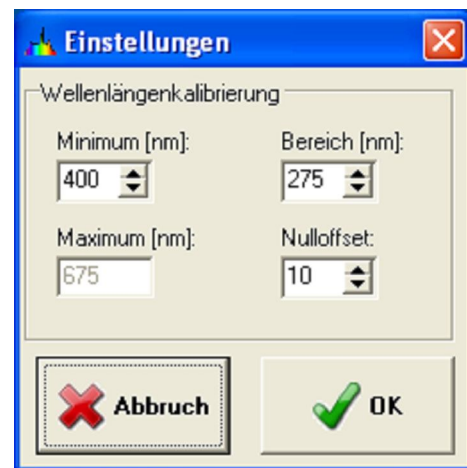 Einstellungen
Wellenlängenkalibrierung
Minimum [nm]: Bereich [nm]:
400 275
Maximum [nm]: Nulloffset:
675 10
Abbruch OK